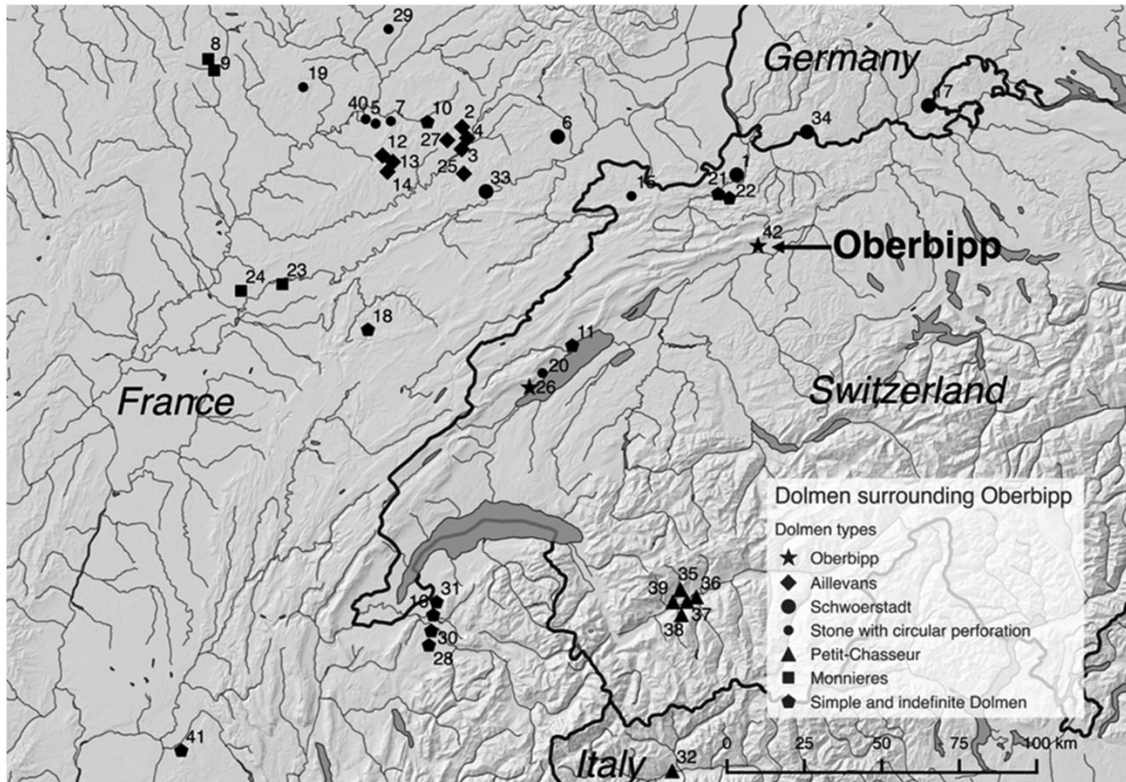 29
8
9
19
Germany
17
40 5 7
10
2
4
27
3
6
34
12
13
14
25
33
1
15
21
22
42
Oberbipp
24
23
18
11
20
26
France
Switzerland
Dolmen surrounding Oberbipp
Dolmen types
Oberbipp
Aillevans
Schwoerstadt
Stone with circular perforation
Petit-Chasseur
Monnieres
Simple and indefinite Dolmen
31
30
28
35
36
39
37
38
41
Italy
32
0 25 50 100 km